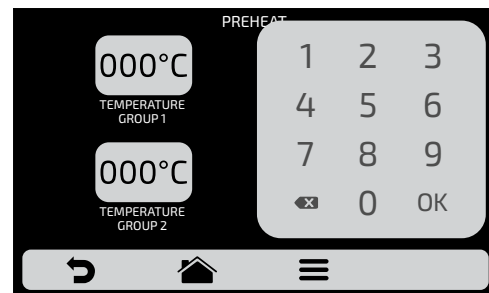 PREHEAT
000°C
TEMPERATURE
GROUP 1
000°C
TEMPERATURE
GROUP 2
1 2 3
4 5 6
7 8 9
0 OK